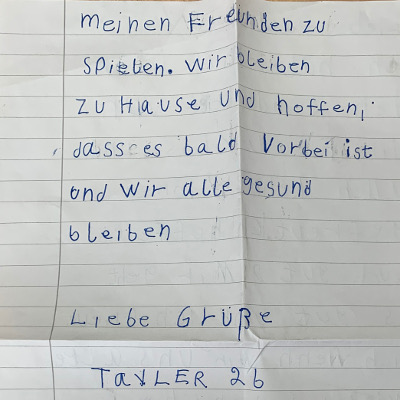 meinen Freunden zu
spielen. wir bleiben
zu Hause und hoffen,
dass es bald vorbei ist
und wir alle gesund
bleiben
Liebe Grüße
TAYLER 2b